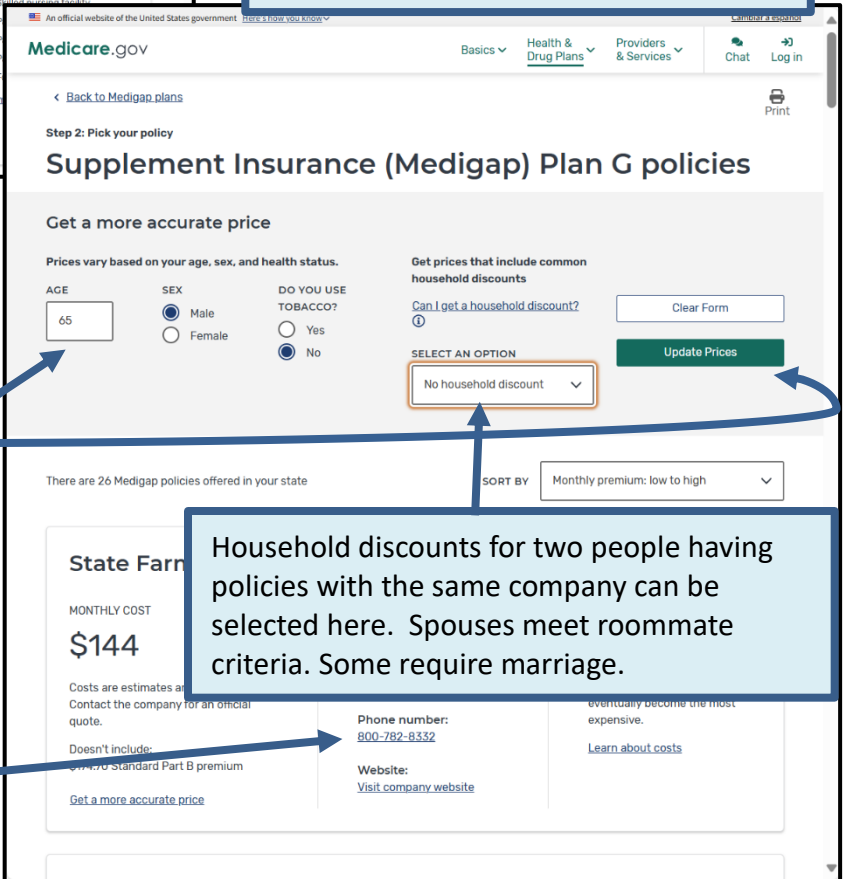 killed nursing facility
An official website of the United States government Here's how you know
Cambiar a español
Medicare.gov
Basics
Health & Drug Plans
Providers & Services
Chat
Log in
< Back to Medigap plans
Print
Step 2: Pick your policy
Supplement Insurance (Medigap) Plan G policies
Get a more accurate price
Prices vary based on your age, sex, and health status.
AGE
65
SEX
Male
Female
DO YOU USE
TOBACCO?
Yes
No
Get prices that include common
household discounts
Can I get a household discount?
SELECT AN OPTION
No household discount
Clear Form
Update Prices
There are 26 Medigap policies offered in your state
SORT BY
Monthly premium: low to high
State Farm
MONTHLY COST
$144
Costs are estimates
Contact the company for an official
quote.
Doesn't include:
$174.70 Standard Part B premium
Get a more accurate price
Household discounts for two people having
policies with the same company can be
selected here. Spouses meet roommate
criteria. Some require marriage.
Phone number:
800-782-8332
Website:
Visit company website
eventually become the most
expensive.
Learn about costs